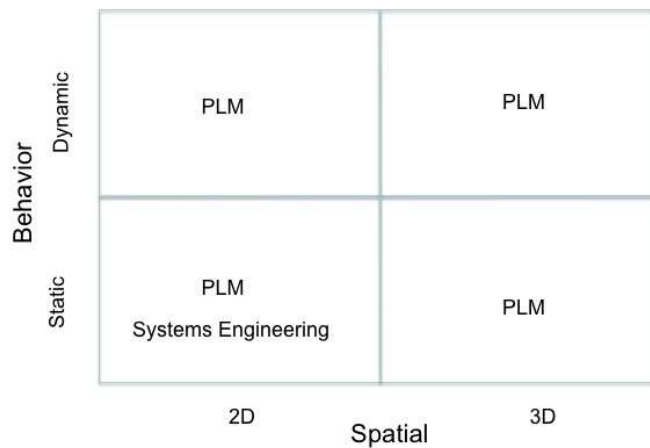 Behavior
Dynamic
PLM
PLM
Static
PLM
Systems Engineering
PLM
2D
3D
Spatial